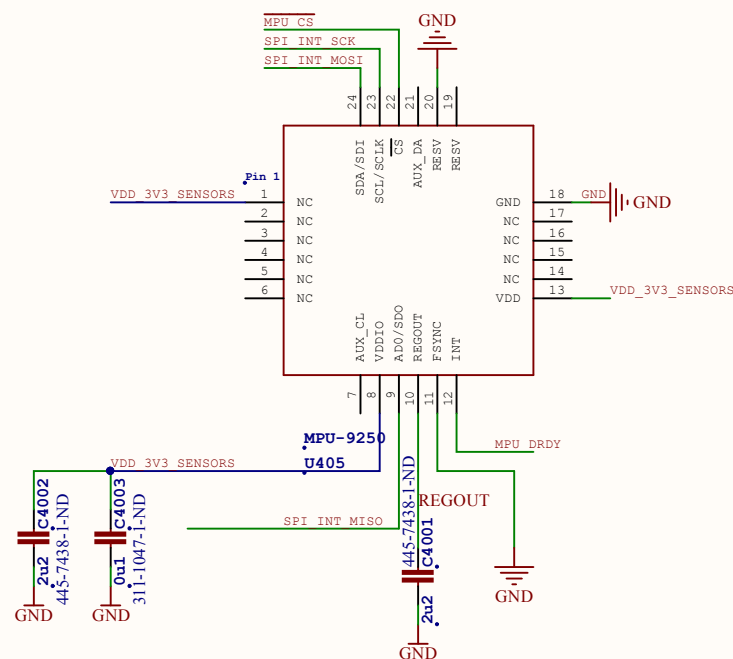 MPU_CS
SPI_INT_SCK
SPI_INT_MOSI
GND
24
23
22
21
20
19
SDA/SDI
SCL/SCLK
CS
AUX_DA
RESV
RESV
Pin 1
VDD_3V3_SENSORS
1
2
3
4
5
6
NC
NC
NC
NC
NC
NC
GND
NC
NC
NC
NC
VDD
18
17
16
15
14
13
GND
GND
VDD_3V3_SENSORS
AUX_CL
VDDIO
AD0/SDO
REGOUT
FSYNC
INT
7
8
9
10
11
12
MPU-9250
U405
MPU_DRDY
VDD_3V3_SENSORS
C4002
445-7438-1-ND
2u2
GND
C4003
311-1047-1-ND
0u1
GND
SPI_INT_MISO
REGOUT
445-7438-1-ND
C4001
2u2
GND
GND